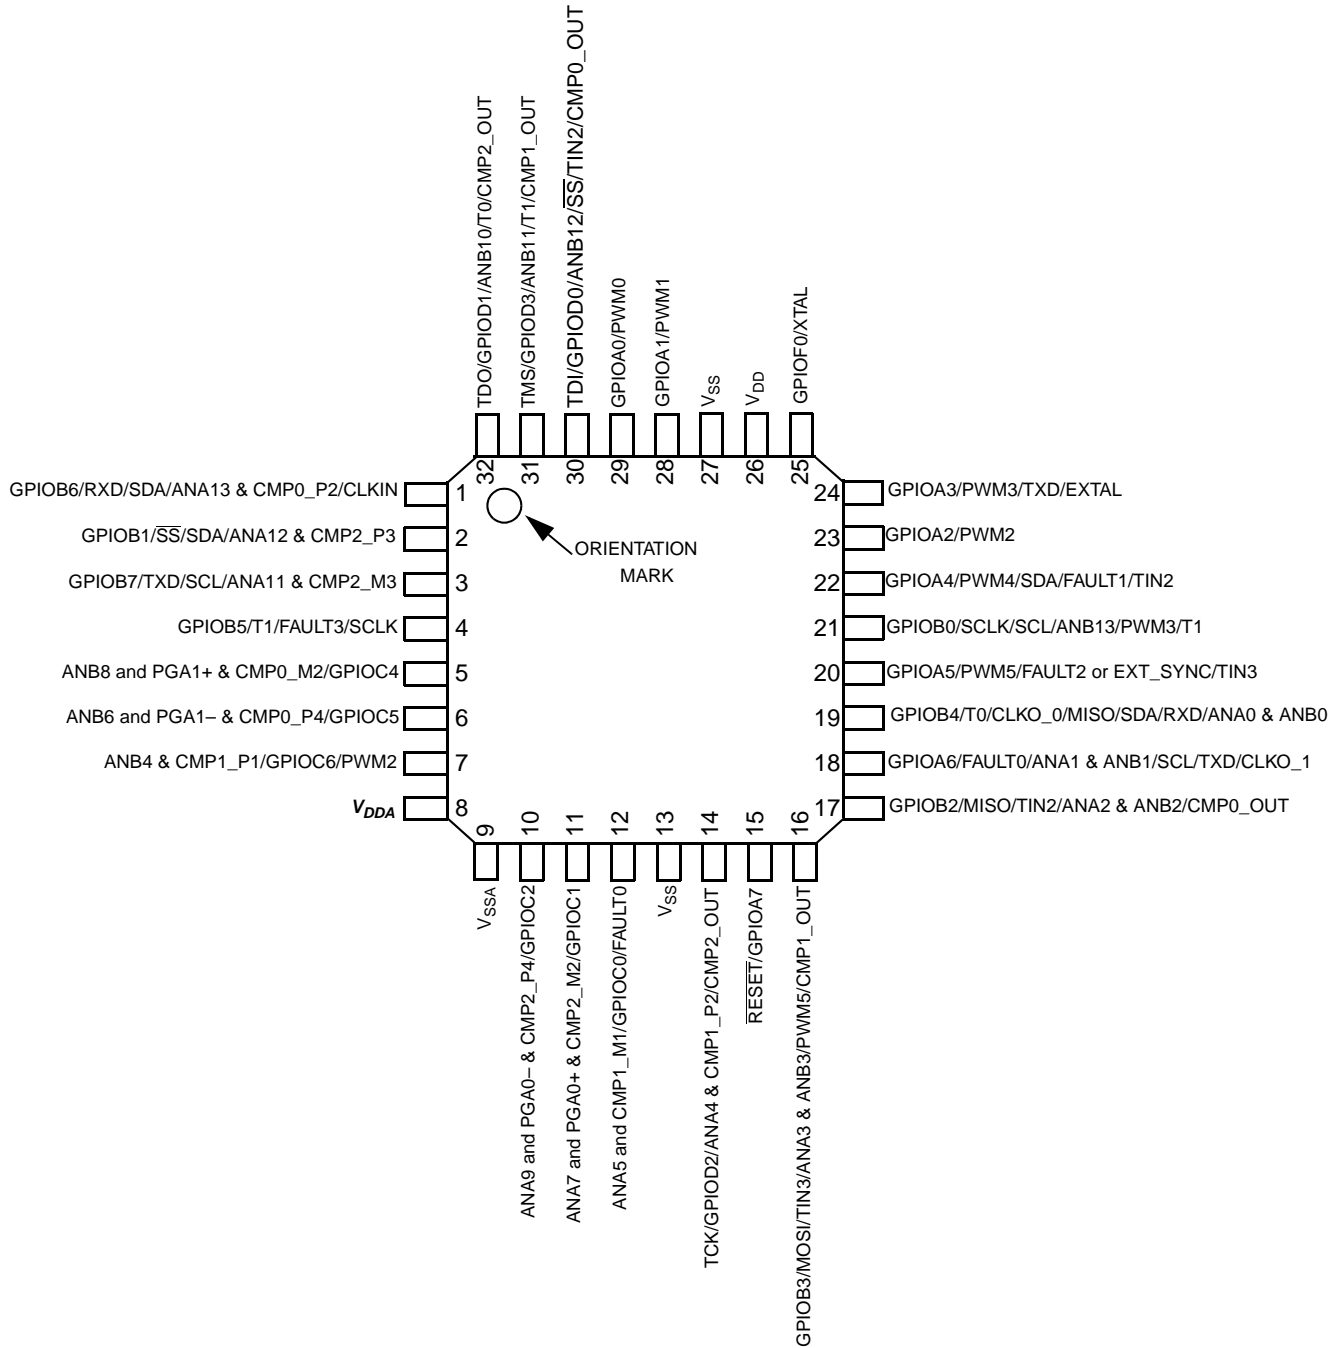 TDO/GPIOD1/ANB10/T0/CMP2_OUT
TMS/GPIOD3/ANB11/T1/CMP1_OUT
TDI/GPIOD0/ANB12/S̅S̅/TIN2/CMP0_OUT
GPIOA0/PWM0
GPIOA1/PWM1
VSS
VDD
GPIOF0/XTAL
32
31
30
29
28
27
26
25
GPIOB6/RXD/SDA/ANA13 & CMP0_P2/CLKIN
1
GPIOB1/S̅S̅/SDA/ANA12 & CMP2_P3
2
GPIOB7/TXD/SCL/ANA11 & CMP2_M3
3
GPIOB5/T1/FAULT3/SCLK
4
ANB8 and PGA1+ & CMP0_M2/GPIOC4
5
ANB6 and PGA1– & CMP0_P4/GPIOC5
6
ANB4 & CMP1_P1/GPIOC6/PWM2
7
VDDA
8
ORIENTATION
MARK
24
GPIOA3/PWM3/TXD/EXTAL
23
GPIOA2/PWM2
22
GPIOA4/PWM4/SDA/FAULT1/TIN2
21
GPIOB0/SCLK/SCL/ANB13/PWM3/T1
20
GPIOA5/PWM5/FAULT2 or EXT_SYNC/TIN3
19
GPIOB4/T0/CLKO_0/MISO/SDA/RXD/ANA0 & ANB0
18
GPIOA6/FAULT0/ANA1 & ANB1/SCL/TXD/CLKO_1
17
GPIOB2/MISO/TIN2/ANA2 & ANB2/CMP0_OUT
9
10
11
12
13
14
15
16
VSSA
ANA9 and PGA0– & CMP2_P4/GPIOC2
ANA7 and PGA0+ & CMP2_M2/GPIOC1
ANA5 and CMP1_M1/GPIOC0/FAULT0
VSS
TCK/GPIOD2/ANA4 & CMP1_P2/CMP2_OUT
R̅E̅S̅E̅T̅/GPIOA7
GPIOB3/MOSI/TIN3/ANA3 & ANB3/PWM5/CMP1_OUT